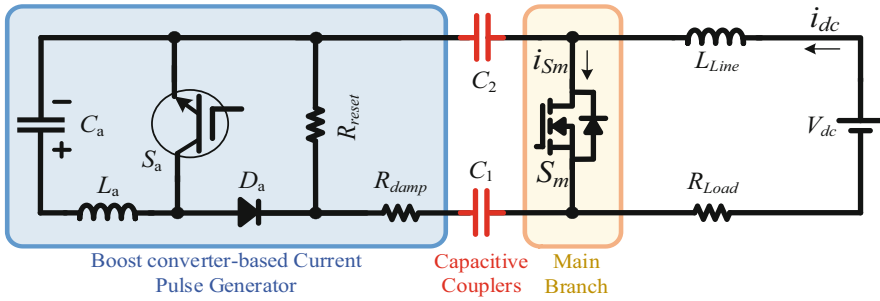 i_dc
C_2
i_Sm
L_Line
−
C_a
+
S_a
R_reset
V_dc
S_m
L_a
D_a
R_damp
C_1
R_Load
Boost converter-based Current
Pulse Generator
Capacitive
Couplers
Main
Branch